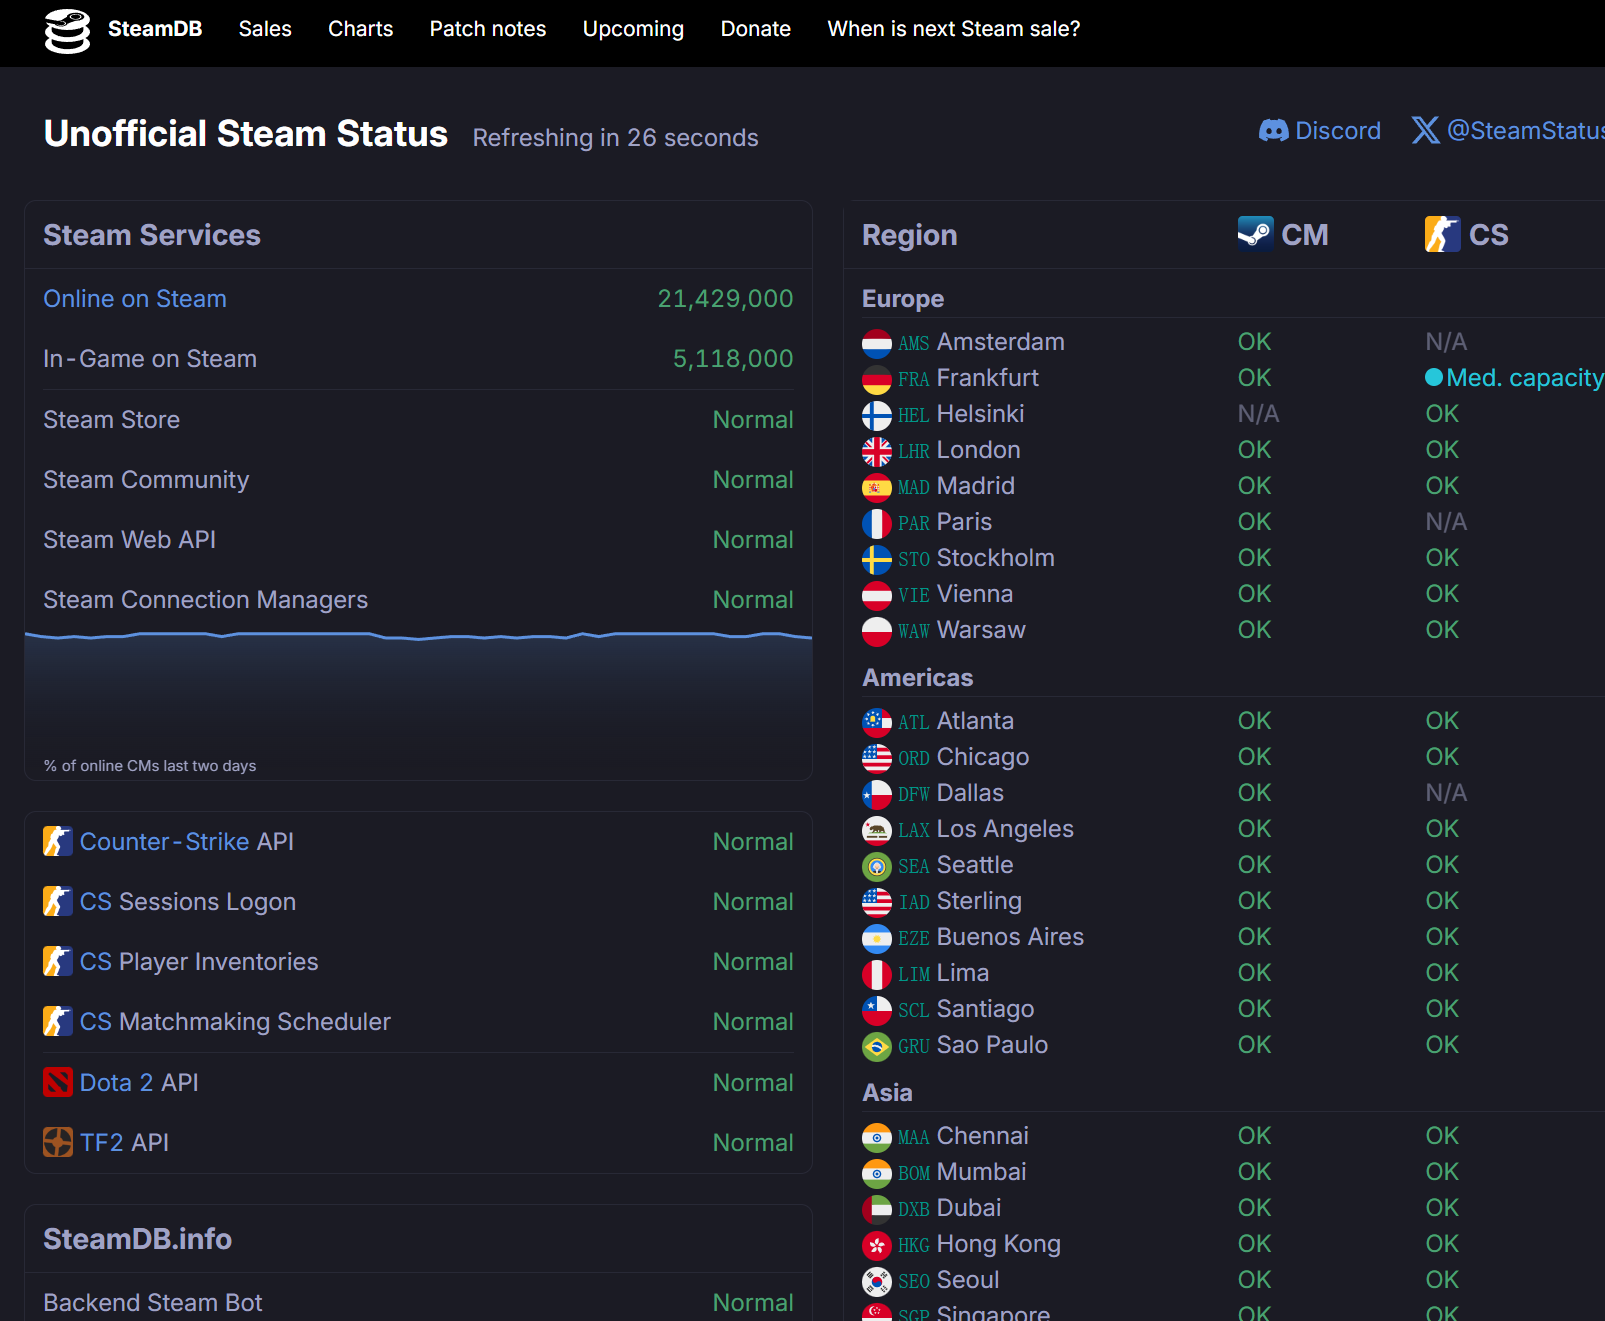 SteamDB Sales Charts Patch notes Upcoming Donate When is next Steam sale?
Unofficial Steam Status Refreshing in 26 seconds
Discord @SteamStatus
Steam Services
Online on Steam 21,429,000
In-Game on Steam 5,118,000
Steam Store Normal
Steam Community Normal
Steam Web API Normal
Steam Connection Managers Normal
% of online CMs last two days
Counter-Strike API Normal
CS Sessions Logon Normal
CS Player Inventories Normal
CS Matchmaking Scheduler Normal
Dota 2 API Normal
TF2 API Normal
SteamDB.info
Backend Steam Bot Normal
Region CM CS
Europe
AMS Amsterdam OK N/A
FRA Frankfurt OK Med. capacity
HEL Helsinki N/A OK
LHR London OK OK
MAD Madrid OK OK
PAR Paris OK N/A
STO Stockholm OK OK
VIE Vienna OK OK
WAW Warsaw OK OK
Americas
ATL Atlanta OK OK
ORD Chicago OK OK
DFW Dallas OK N/A
LAX Los Angeles OK OK
SEA Seattle OK OK
IAD Sterling OK OK
EZE Buenos Aires OK OK
LIM Lima OK OK
SCL Santiago OK OK
GRU Sao Paulo OK OK
Asia
MAA Chennai OK OK
BOM Mumbai OK OK
DXB Dubai OK OK
HKG Hong Kong OK OK
SEO Seoul OK OK
SGP Singapore OK OK